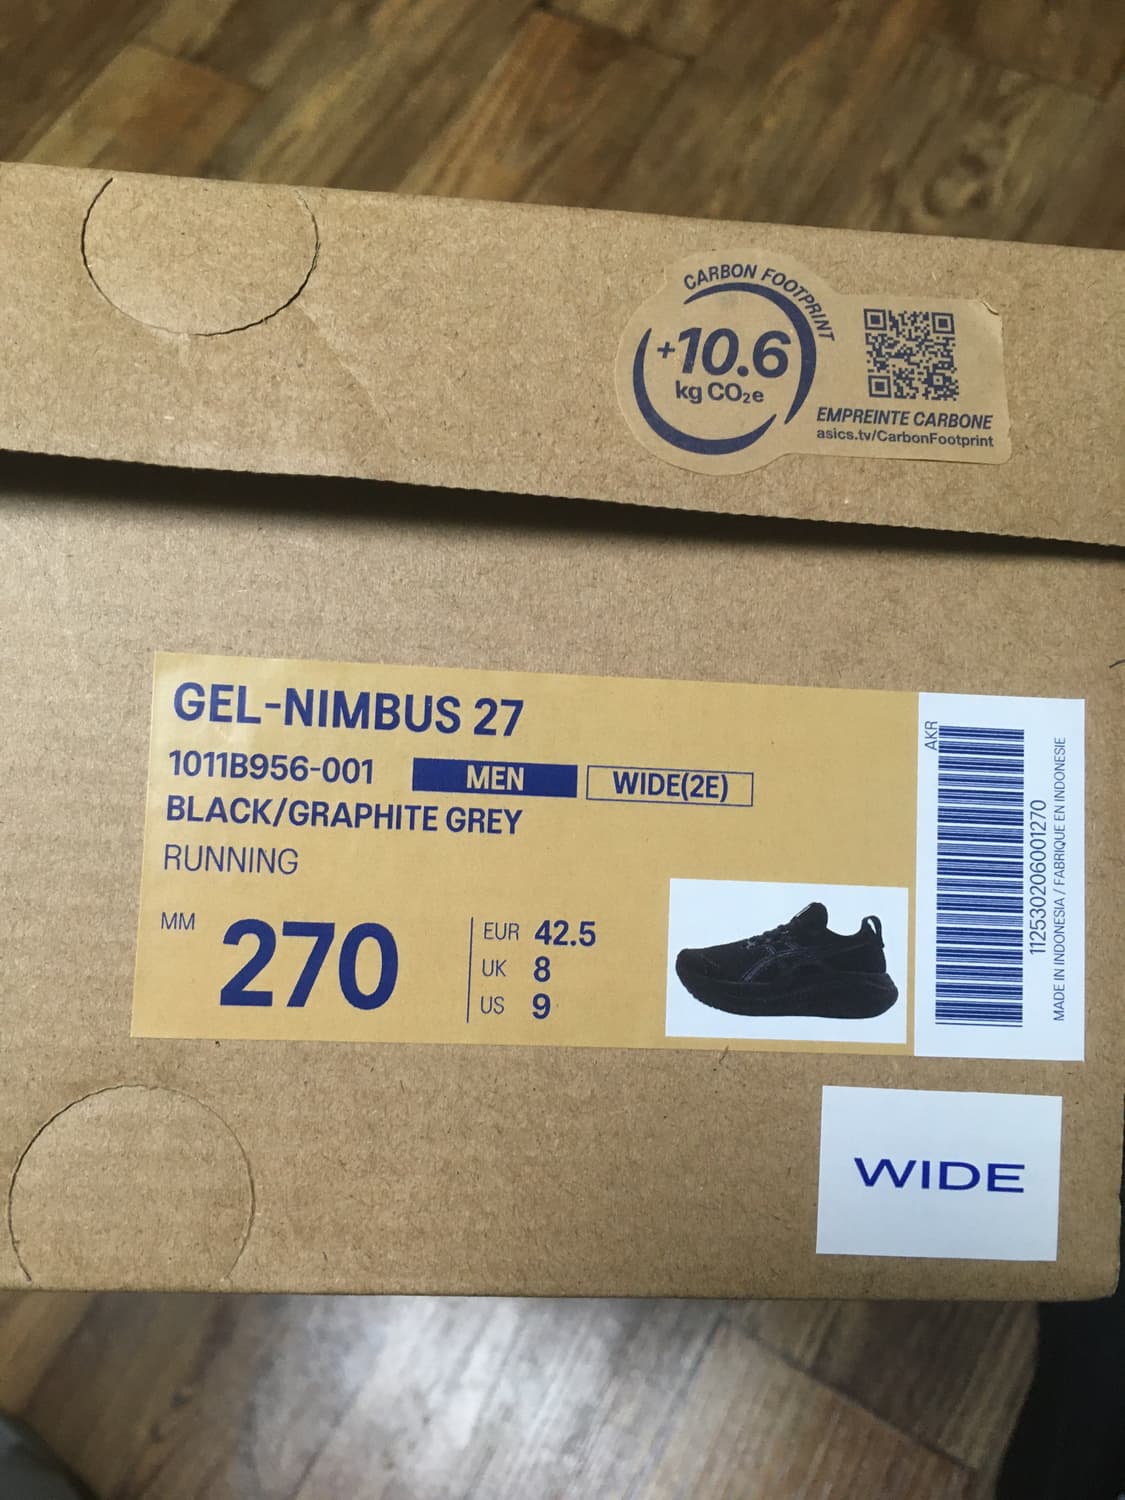 CARBON FOOTPRINT
+10.6
kg CO₂e
EMPREINTE CARBONE
asics.tv/CarbonFootprint
GEL-NIMBUS 27
1011B956-001 MEN WIDE(2E)
BLACK/GRAPHITE GREY
RUNNING
MM 270
EUR 42.5
UK 8
US 9
AKR
112530206001270
MADE IN INDONESIA / FABRIQUE EN INDONESIE
WIDE